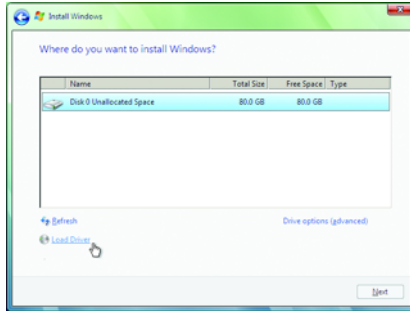 Install Windows
Where do you want to install Windows?
Name Total Size Free Space Type
Disk 0 Unallocated Space 80.0 GB 80.0 GB
Refresh Drive options (advanced)
Load Driver
Next